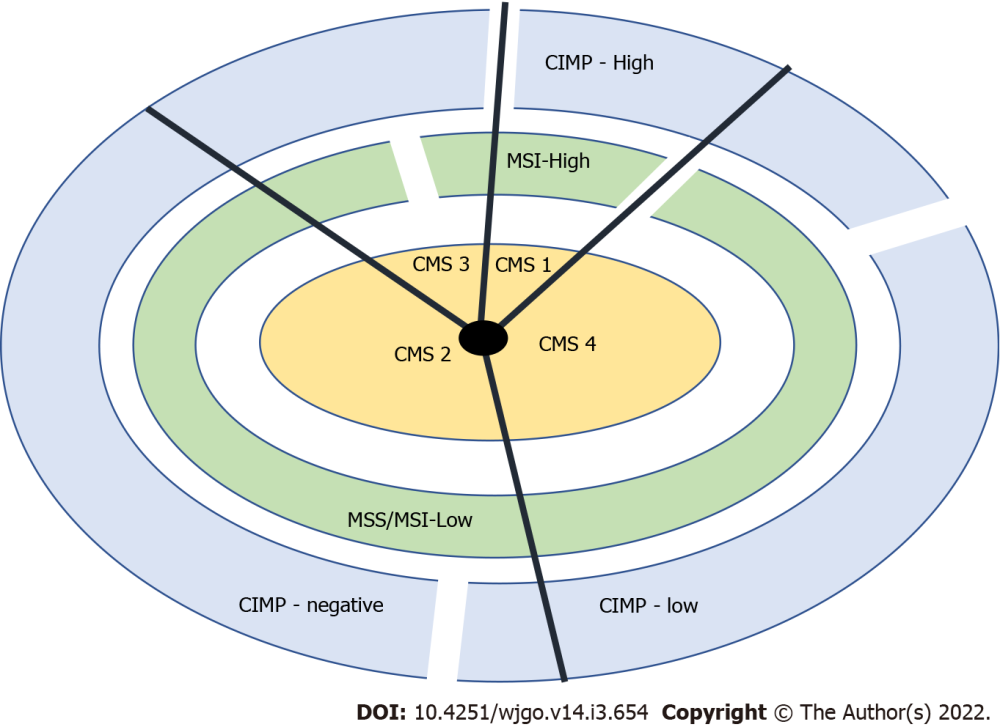 CIMP - High
MSI-High
CMS 3
CMS 1
CMS 2
CMS 4
MSS/MSI-Low
CIMP - negative
CIMP - low
DOI: 10.4251/wjgo.v14.i3.654 Copyright © The Author(s) 2022.